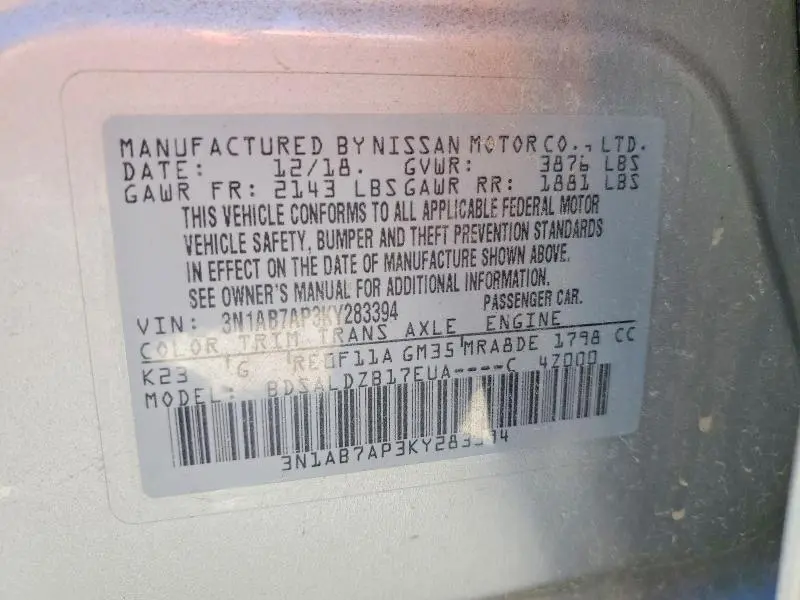 MANUFACTURED BY NISSAN MOTOR CO., LTD.
DATE: 12/18. GVWR: 3876 LBS
GAWR FR: 2143 LBS GAWR RR: 1881 LBS
THIS VEHICLE CONFORMS TO ALL APPLICABLE FEDERAL MOTOR
VEHICLE SAFETY, BUMPER AND THEFT PREVENTION STANDARDS
IN EFFECT ON THE DATE OF MANUFACTURE SHOWN ABOVE.
SEE OWNER'S MANUAL FOR ADDITIONAL INFORMATION.
VIN: 3N1AB7AP3KY283394 PASSENGER CAR.
COLOR TRIM TRANS AXLE ENGINE
K23 G RE0F11A GM35 MRA8DE 1798 CC
MODEL: BDSALDZB17EUA----C 4Z000
3N1AB7AP3KY283394